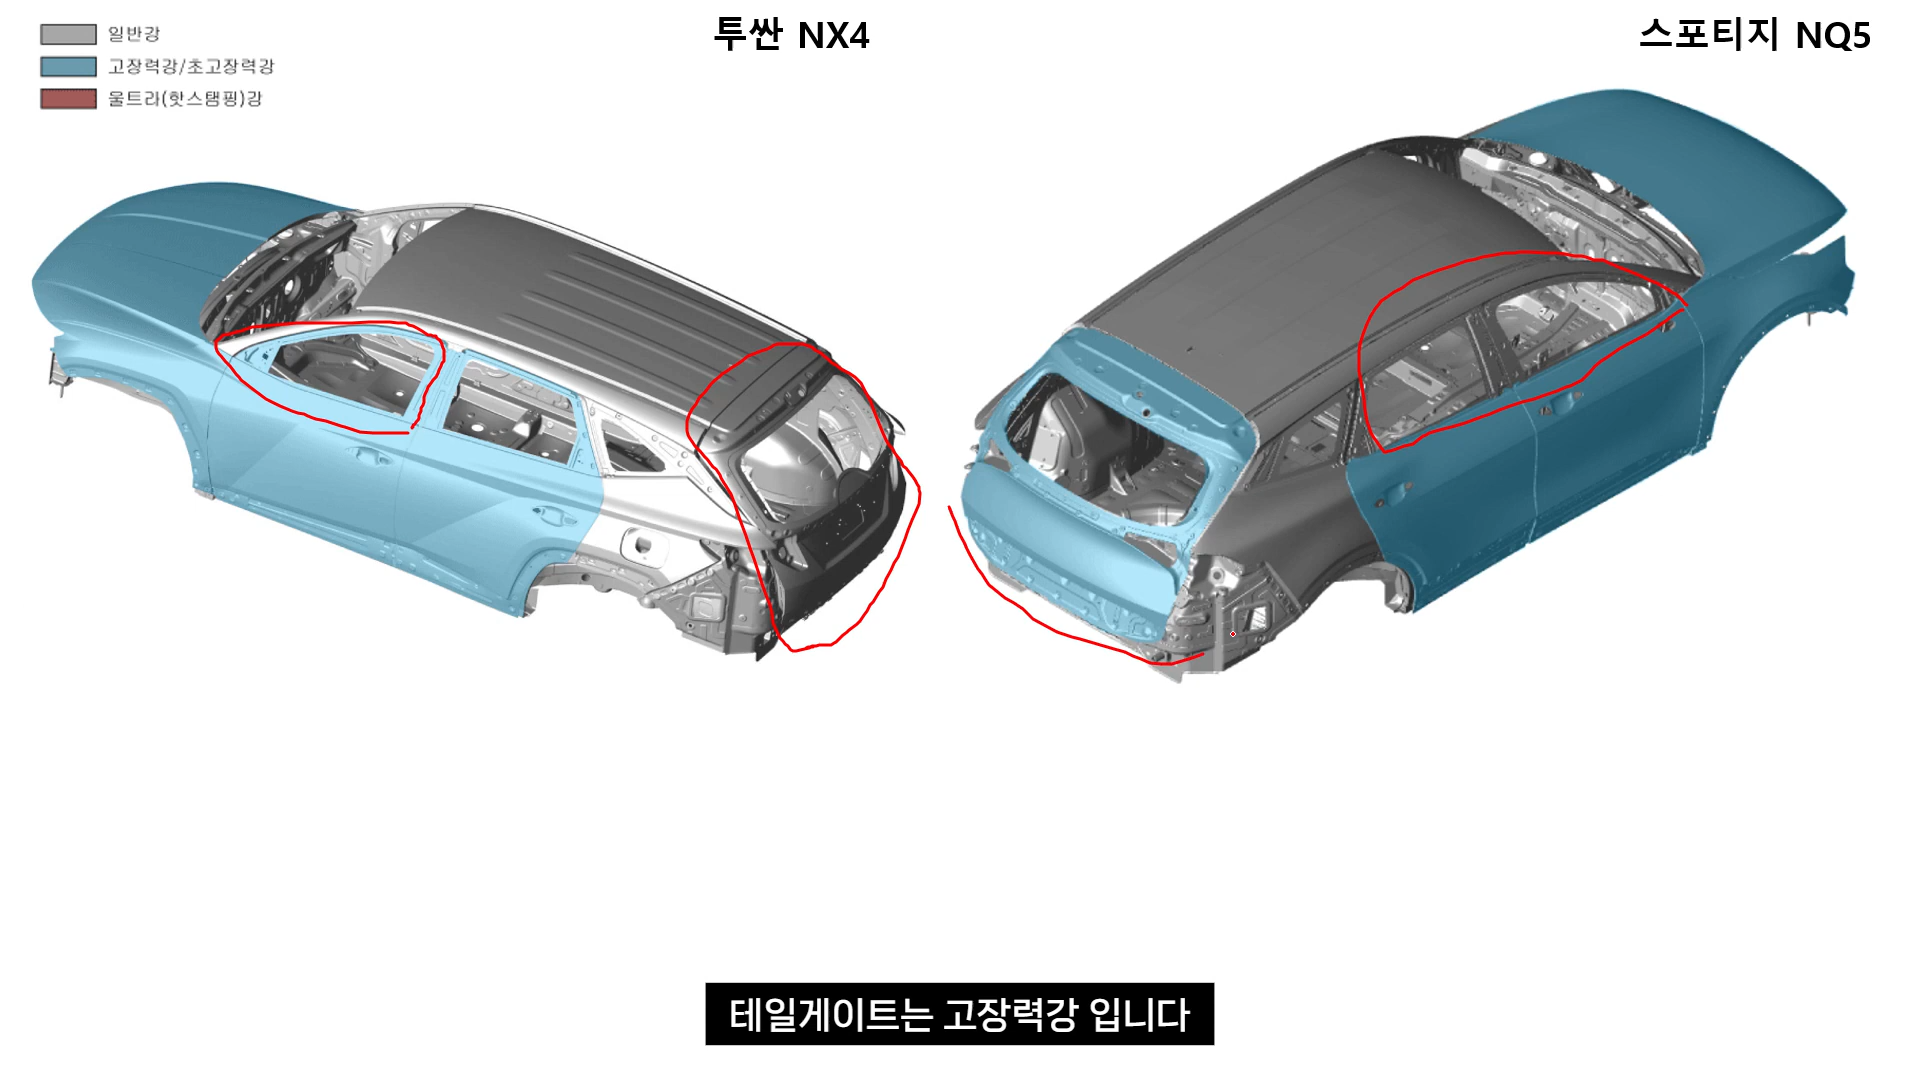 일반강
고장력강/초고장력강
울트라(핫스탬핑)강
투싼 NX4
스포티지 NQ5
테일게이트는 고장력강 입니다